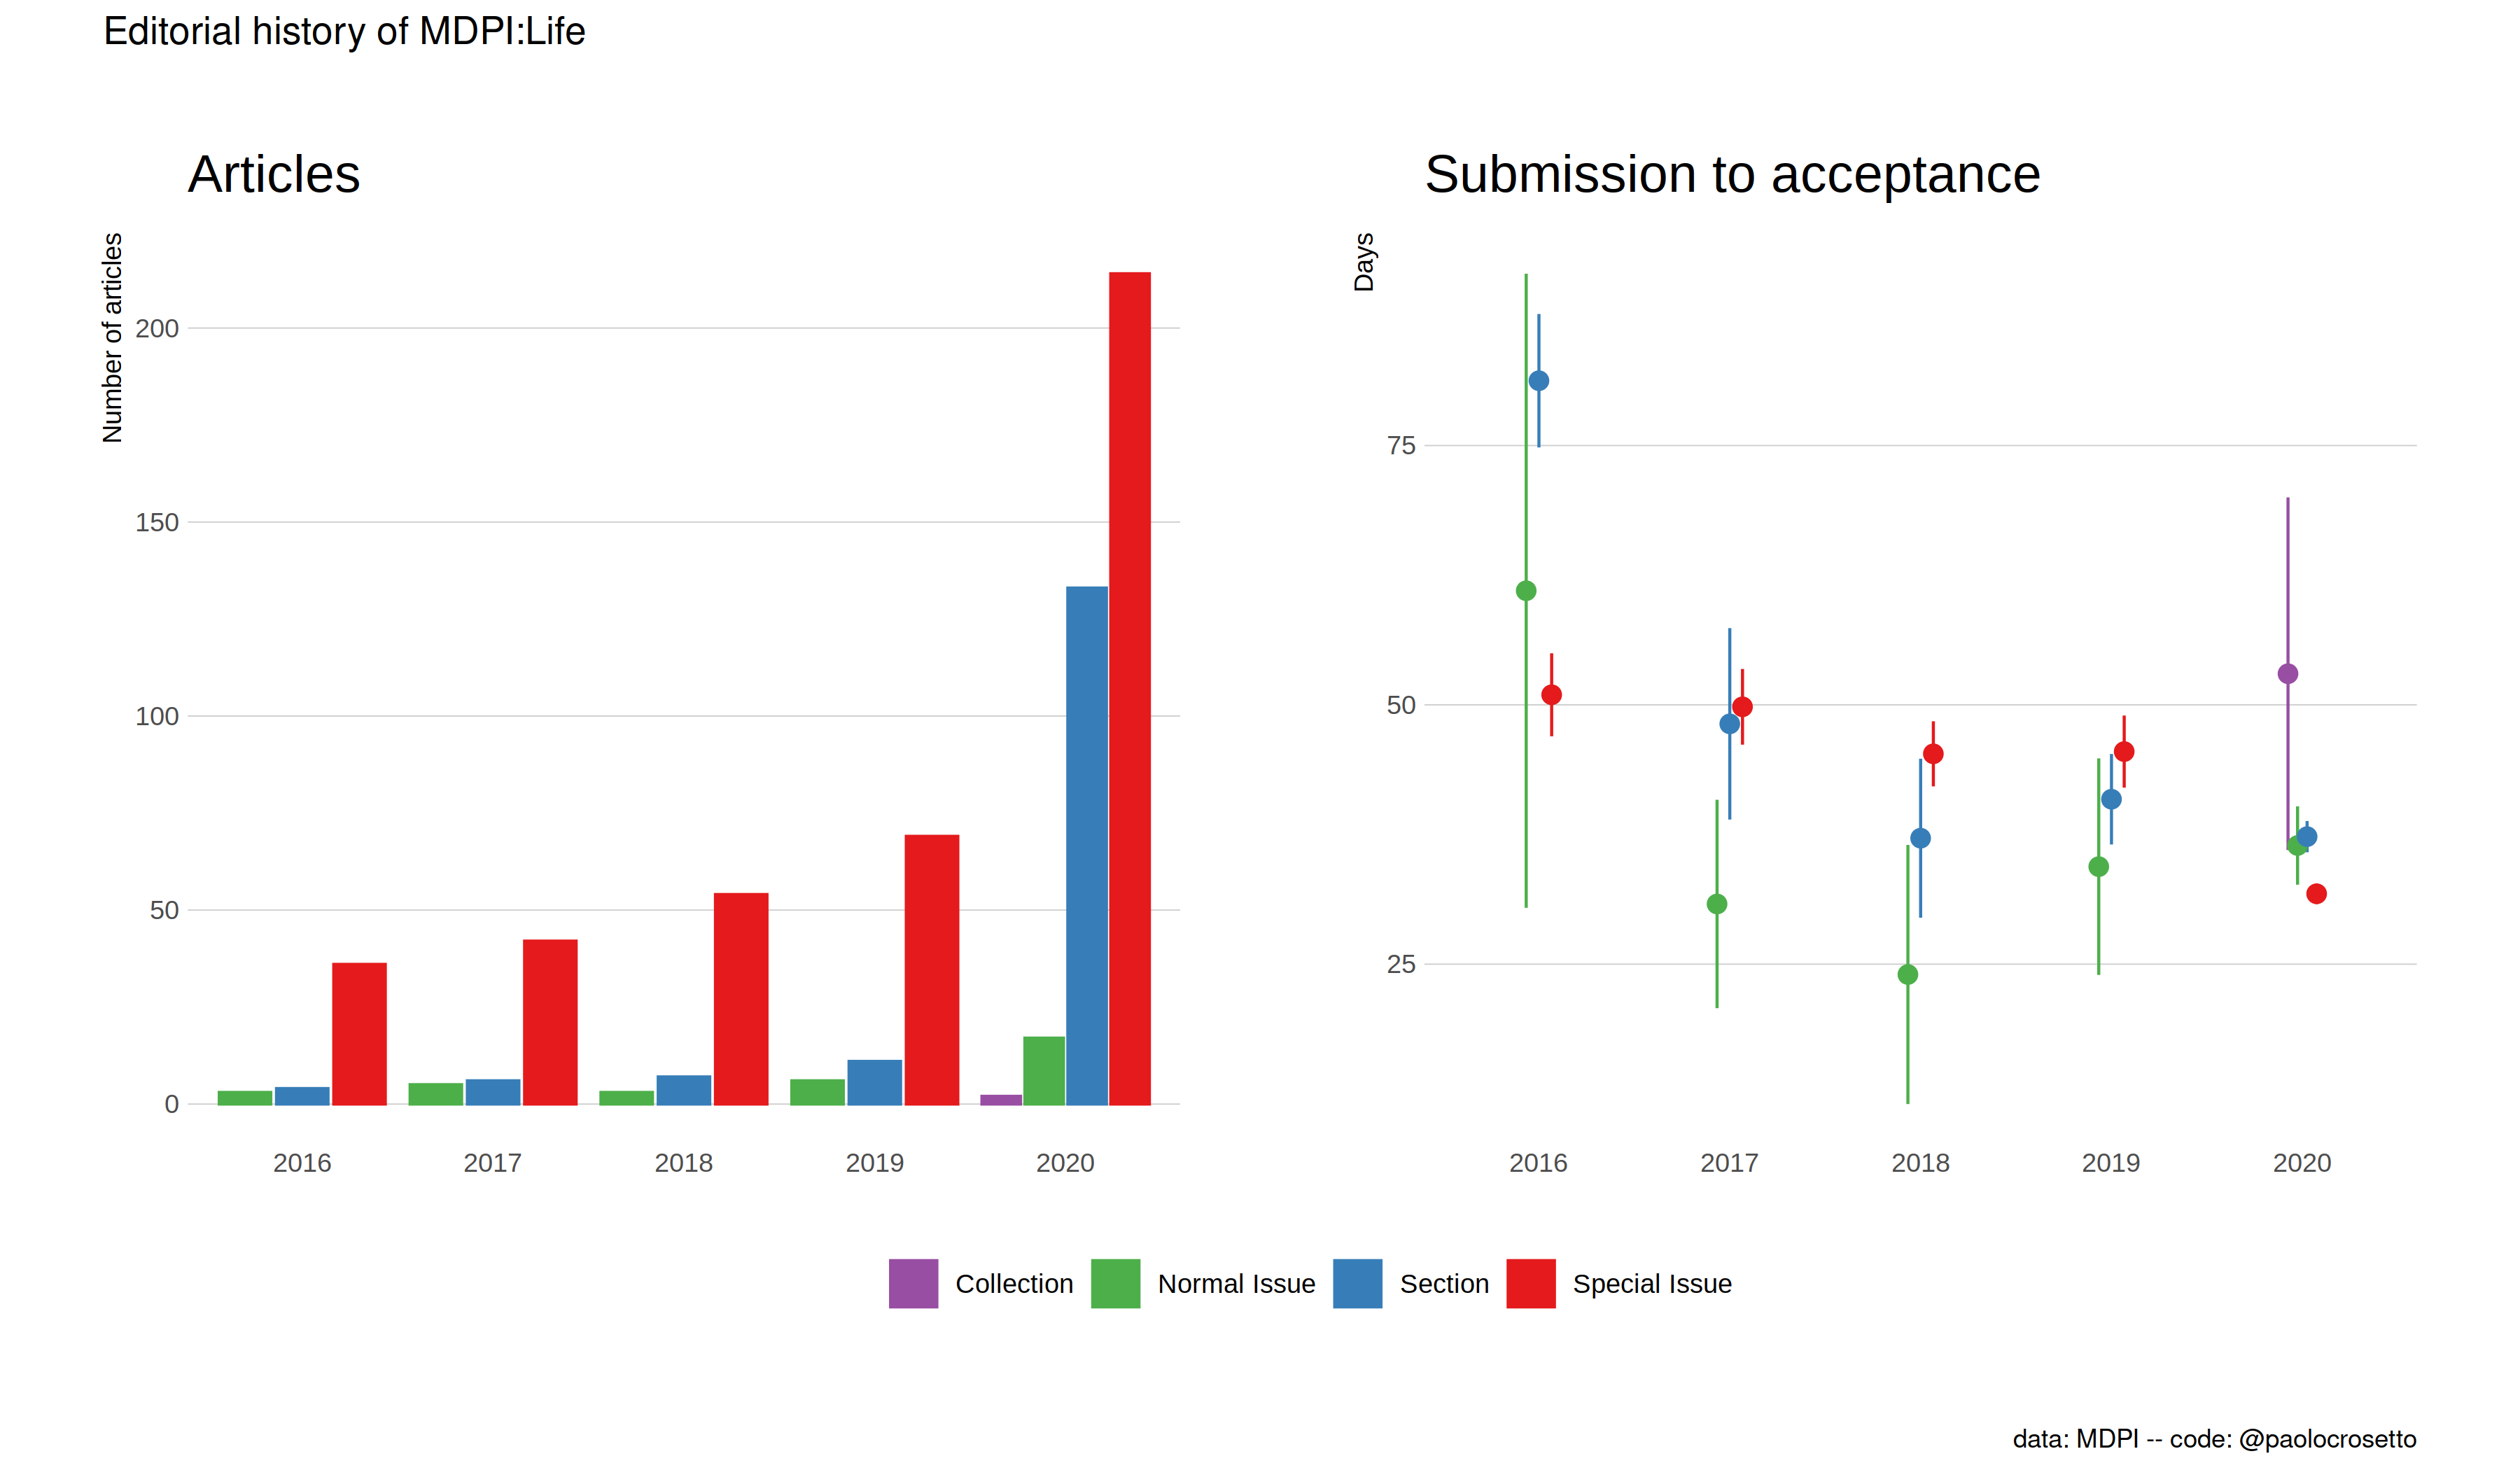 Editorial history of MDPI:Life
Articles
Number of articles
200
150
100
50
0
2016 2017 2018 2019 2020
Submission to acceptance
Days
75
50
25
2016 2017 2018 2019 2020
Collection Normal Issue Section Special Issue
data: MDPI -- code: @paolocrosetto